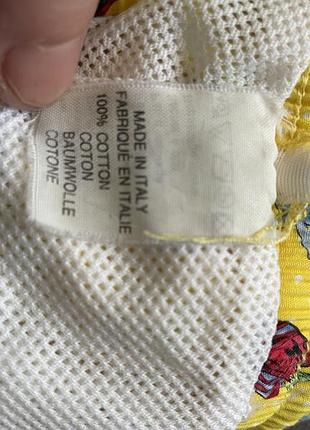 MADE IN ITALY
FABRIQUE EN ITALIE
100% COTTON
COTON
BAUMWOLLE
COTONE